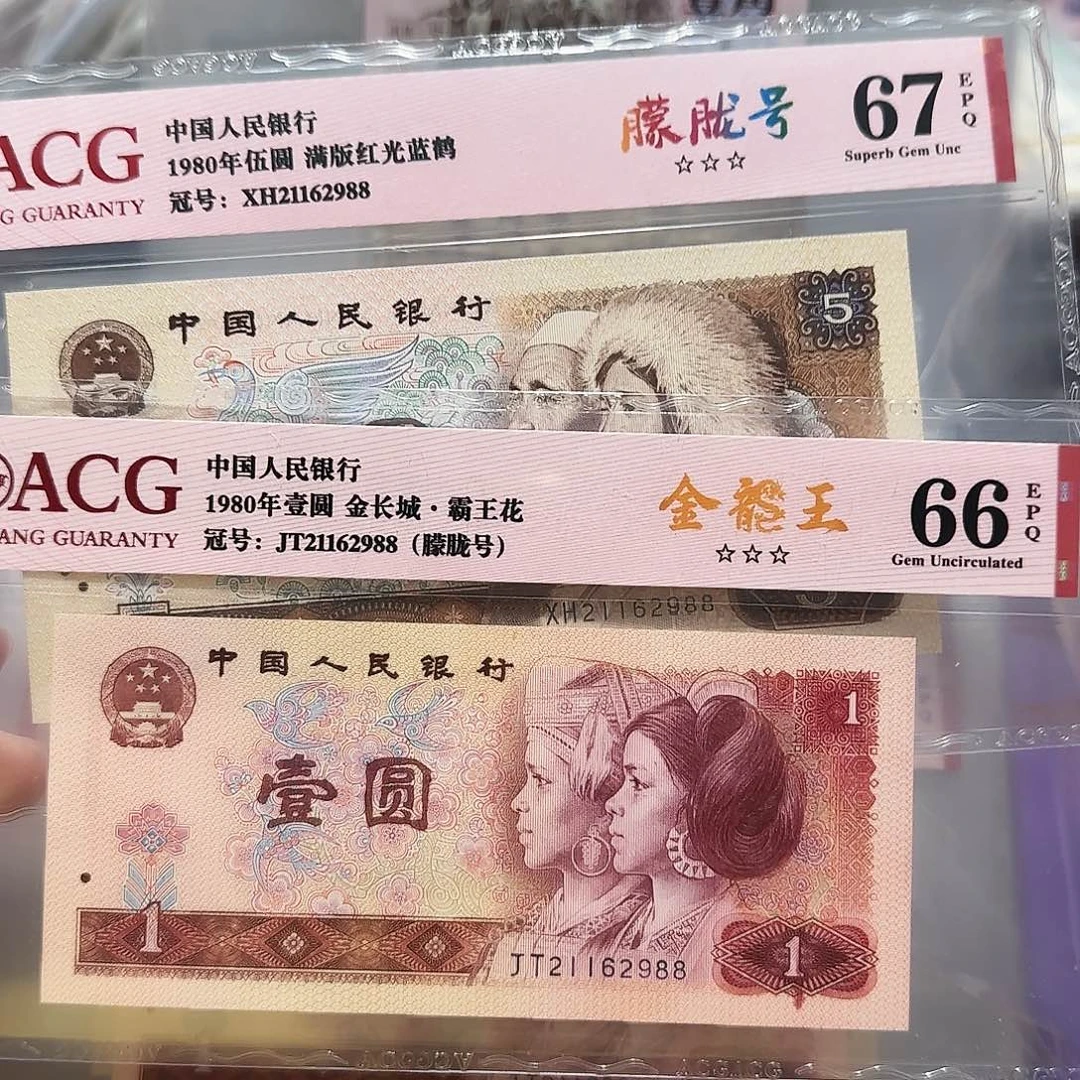 ACG
G GUARANTY
中国人民银行
1980年伍圆 满版红光蓝鹤
冠号：XH21162988
朦胧号
☆☆☆
67
EPQ
Superb Gem Unc
中国人民银行
5
ACG
ANG GUARANTY
中国人民银行
1980年壹圆 金长城·霸王花
冠号：JT21162988（朦胧号）
金龍王
☆☆☆
66
EPQ
Gem Uncirculated
XH21162988
中国人民银行
1
壹圆
1
JT21162988
1